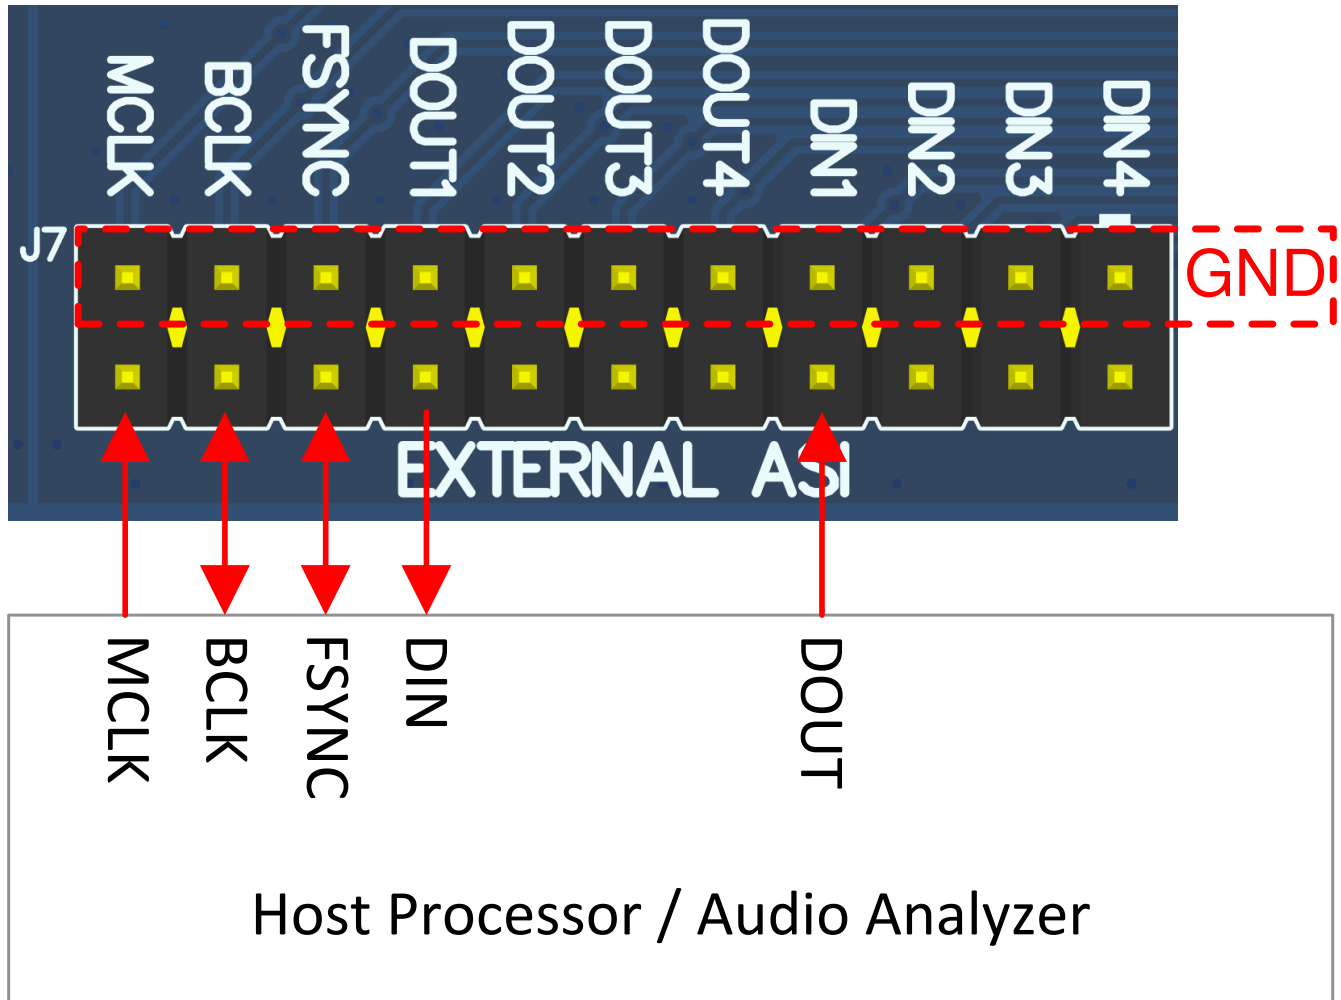 MCLK
BCLK
FSYNC
DOUT1
DOUT2
DOUT3
DOUT4
DIN1
DIN2
DIN3
DIN4
J7
GND
EXTERNAL ASI
MCLK
BCLK
FSYNC
DIN
DOUT
Host Processor / Audio Analyzer